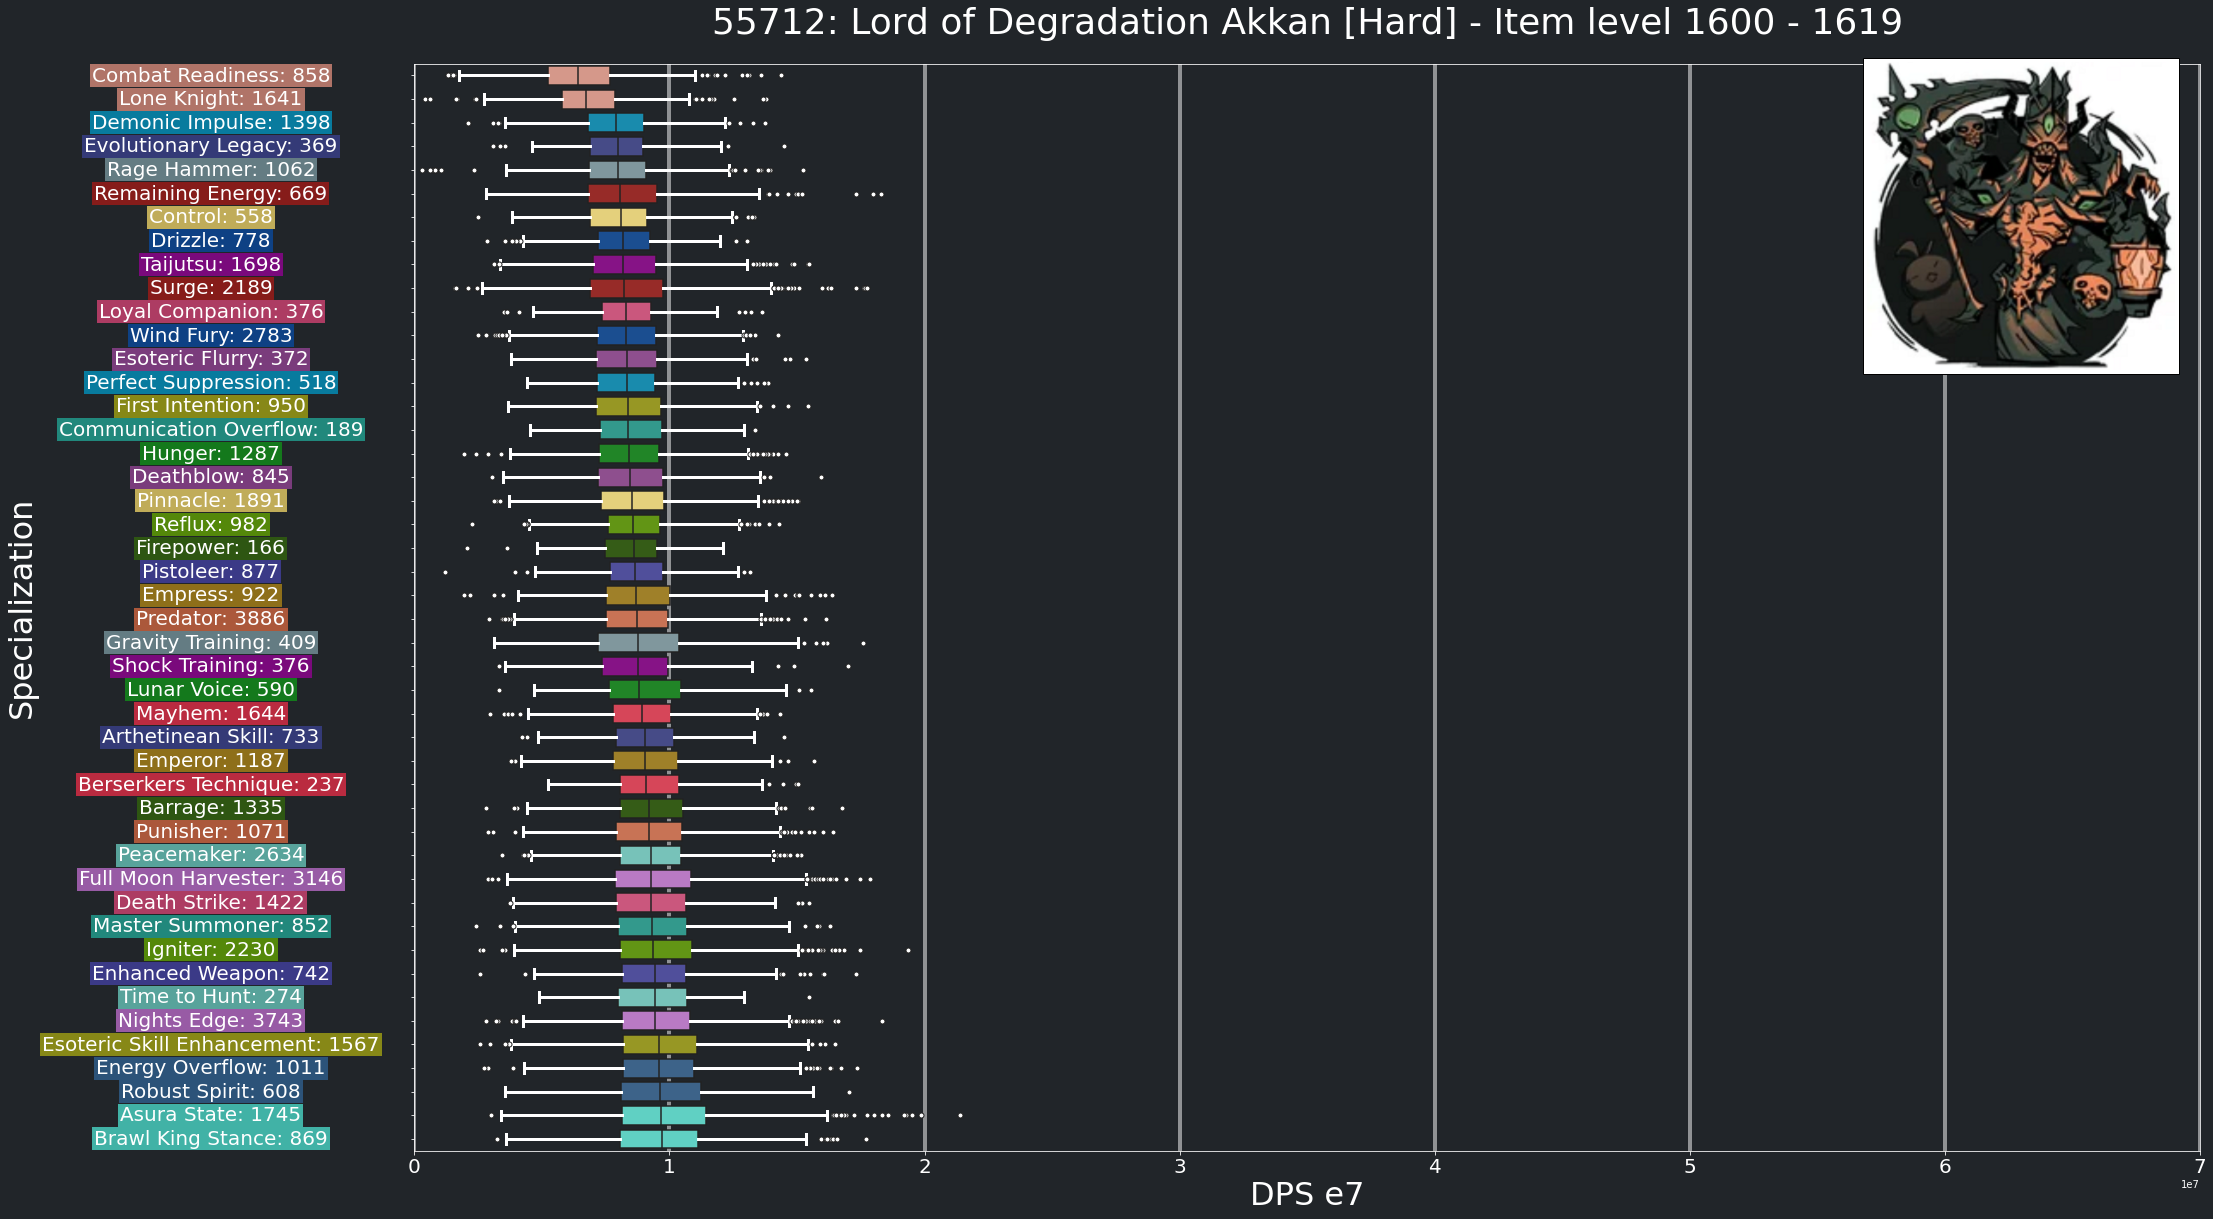 55712: Lord of Degradation Akkan [Hard] - Item level 1600 - 1619
Specialization
Combat Readiness: 858
Lone Knight: 1641
Demonic Impulse: 1398
Evolutionary Legacy: 369
Rage Hammer: 1062
Remaining Energy: 669
Control: 558
Drizzle: 778
Taijutsu: 1698
Surge: 2189
Loyal Companion: 376
Wind Fury: 2783
Esoteric Flurry: 372
Perfect Suppression: 518
First Intention: 950
Communication Overflow: 189
Hunger: 1287
Deathblow: 845
Pinnacle: 1891
Reflux: 982
Firepower: 166
Pistoleer: 877
Empress: 922
Predator: 3886
Gravity Training: 409
Shock Training: 376
Lunar Voice: 590
Mayhem: 1644
Arthetinean Skill: 733
Emperor: 1187
Berserkers Technique: 237
Barrage: 1335
Punisher: 1071
Peacemaker: 2634
Full Moon Harvester: 3146
Death Strike: 1422
Master Summoner: 852
Igniter: 2230
Enhanced Weapon: 742
Time to Hunt: 274
Nights Edge: 3743
Esoteric Skill Enhancement: 1567
Energy Overflow: 1011
Robust Spirit: 608
Asura State: 1745
Brawl King Stance: 869
0 1 2 3 4 5 6 7
1e7
DPS e7